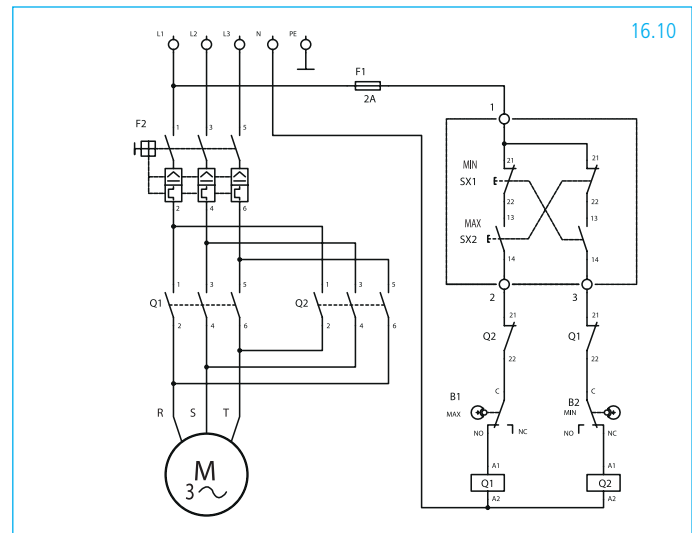 16.10
L1 L2 L3 N PE
F1
2A
1
F2
1 3 5
2 4 6
MIN
SX1
21 21
22 22
MAX
SX2
13 13
14 14
2 3
Q1
1 3 5
2 4 6
Q2
1 3 5
2 4 6
Q2
21
22
Q1
21
22
R S T
M
3
B1
MAX
C
NO NC
B2
MIN
C
NO NC
A1
Q1
A2
A1
Q2
A2